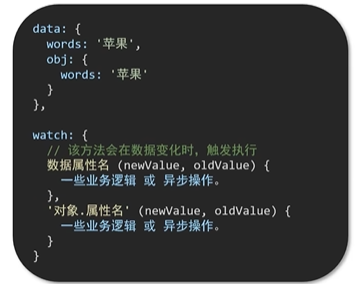 data: {
  words: '苹果',
  obj: {
    words: '苹果'
  }
},
watch: {
  // 该方法会在数据变化时，触发执行
  数据属性名 (newValue, oldValue) {
    一些业务逻辑 或 异步操作。
  },
  '对象.属性名' (newValue, oldValue) {
    一些业务逻辑 或 异步操作。
  }
}